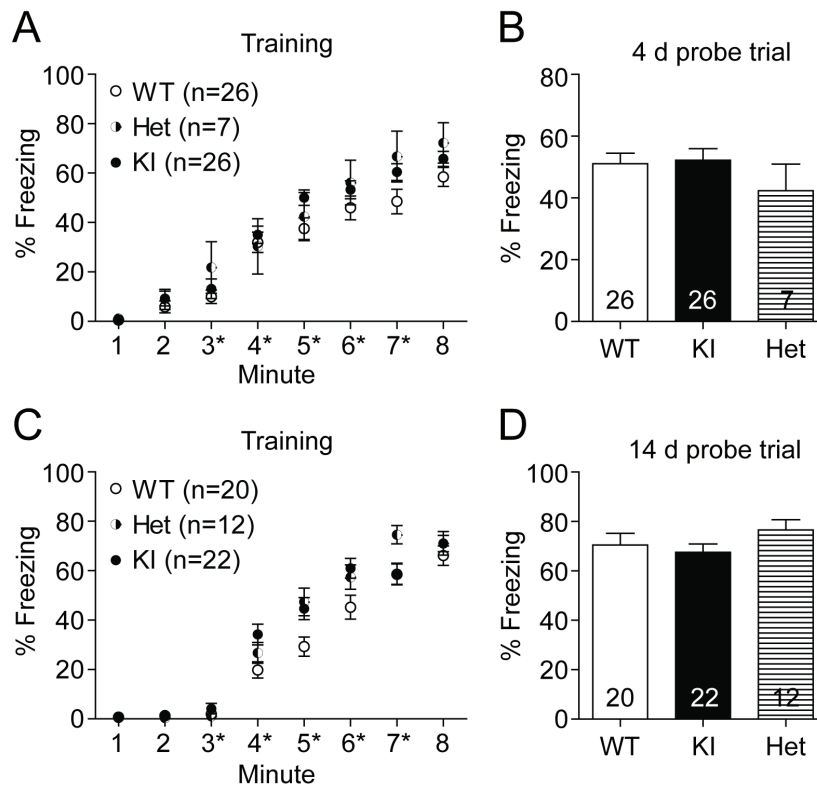 A
Training
100
80
60
40
20
0
% Freezing
WT (n=26)
Het (n=7)
KI (n=26)
1 2 3* 4* 5* 6* 7* 8
Minute
B
4 d probe trial
80
60
40
20
0
% Freezing
26 26 7
WT KI Het
C
Training
100
80
60
40
20
0
% Freezing
WT (n=20)
Het (n=12)
KI (n=22)
1 2 3* 4* 5* 6* 7* 8
Minute
D
14 d probe trial
100
80
60
40
20
0
% Freezing
20 22 12
WT KI Het